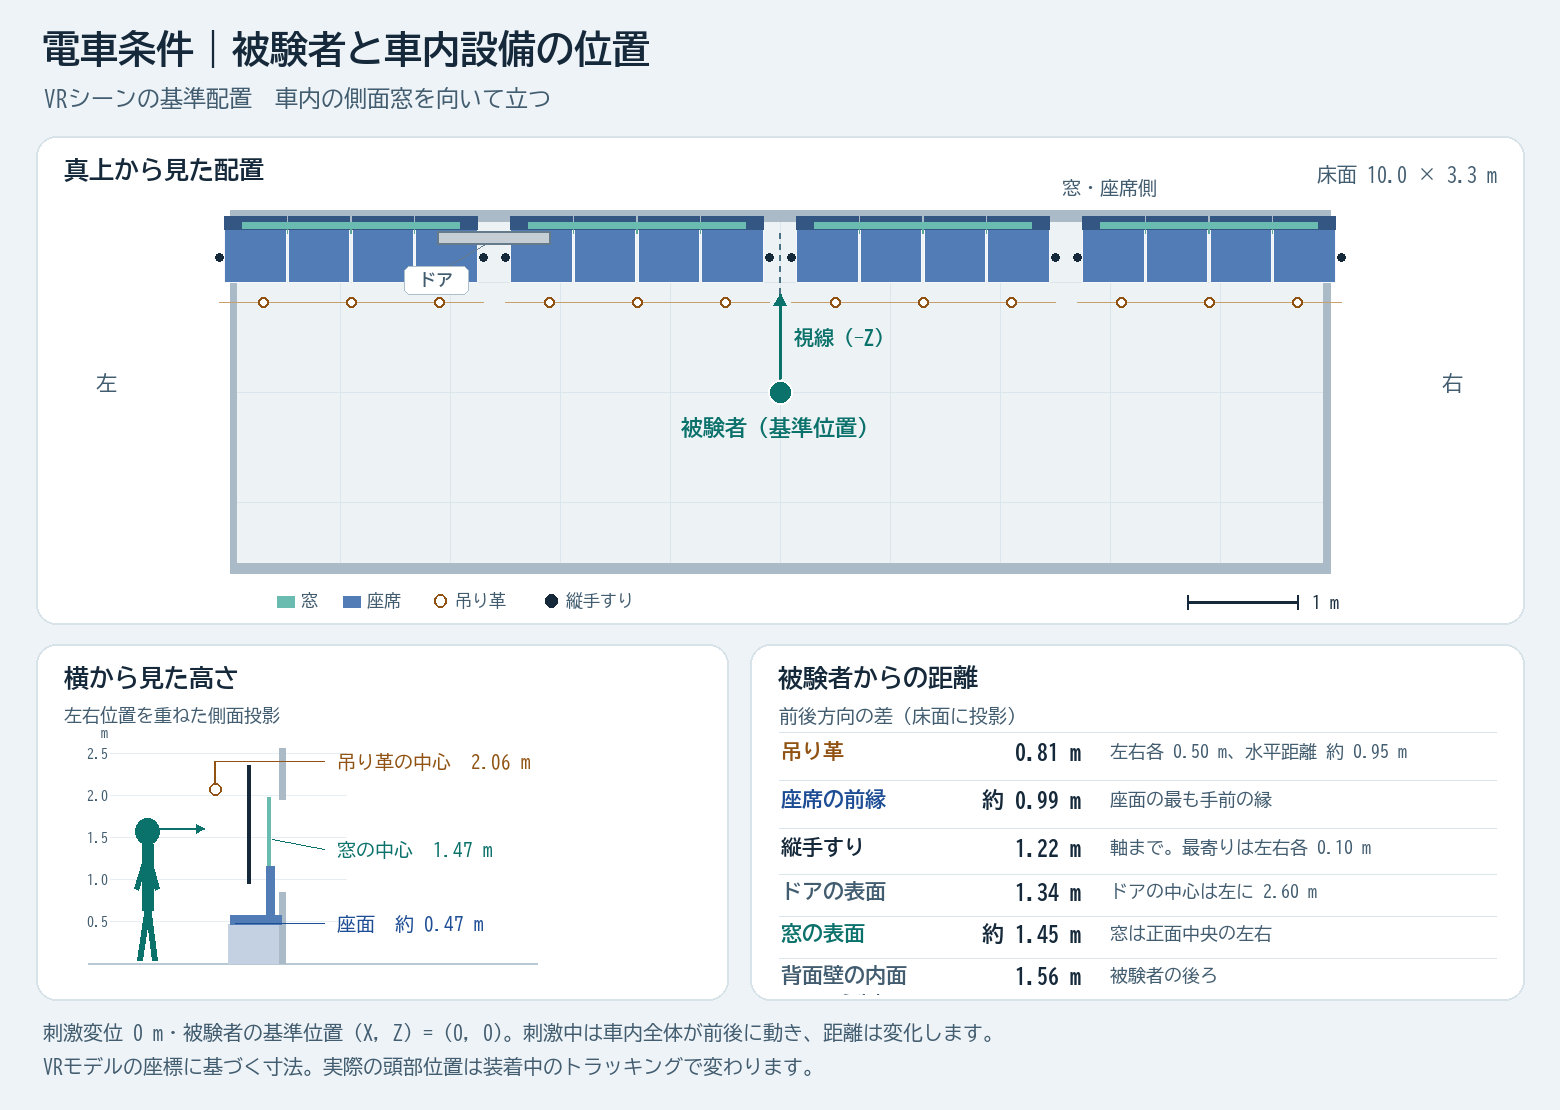 電車条件｜被験者と車内設備の位置
VRシーンの基準配置　車内の側面窓を向いて立つ
真上から見た配置
床面 10.0 × 3.3 m
窓・座席側
ドア
視線（-Z）
左
右
被験者（基準位置）
窓　座席　吊り革　縦手すり
1 m
横から見た高さ
左右位置を重ねた側面投影
m
2.5
2.0
1.5
1.0
0.5
吊り革の中心　2.06 m
窓の中心　1.47 m
座面　約 0.47 m
被験者からの距離
前後方向の差（床面に投影）
吊り革　0.81 m　左右各 0.50 m、水平距離 約 0.95 m
座席の前縁　約 0.99 m　座面の最も手前の縁
縦手すり　1.22 m　軸まで。最寄りは左右各 0.10 m
ドアの表面　1.34 m　ドアの中心は左に 2.60 m
窓の表面　約 1.45 m　窓は正面中央の左右
背面壁の内面　1.56 m　被験者の後ろ
刺激変位 0 m・被験者の基準位置（X, Z）=（0, 0）。刺激中は車内全体が前後に動き、距離は変化します。
VRモデルの座標に基づく寸法。実際の頭部位置は装着中のトラッキングで変わります。